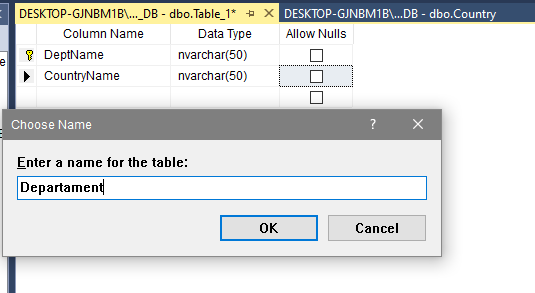 DESKTOP-GJNBM1B\..._DB - dbo.Table_1* DESKTOP-GJNBM1B\...DB - dbo.Country
Column Name Data Type Allow Nulls
DeptName nvarchar(50)
CountryName nvarchar(50)
Choose Name ? ×
Enter a name for the table:
Departament
OK Cancel